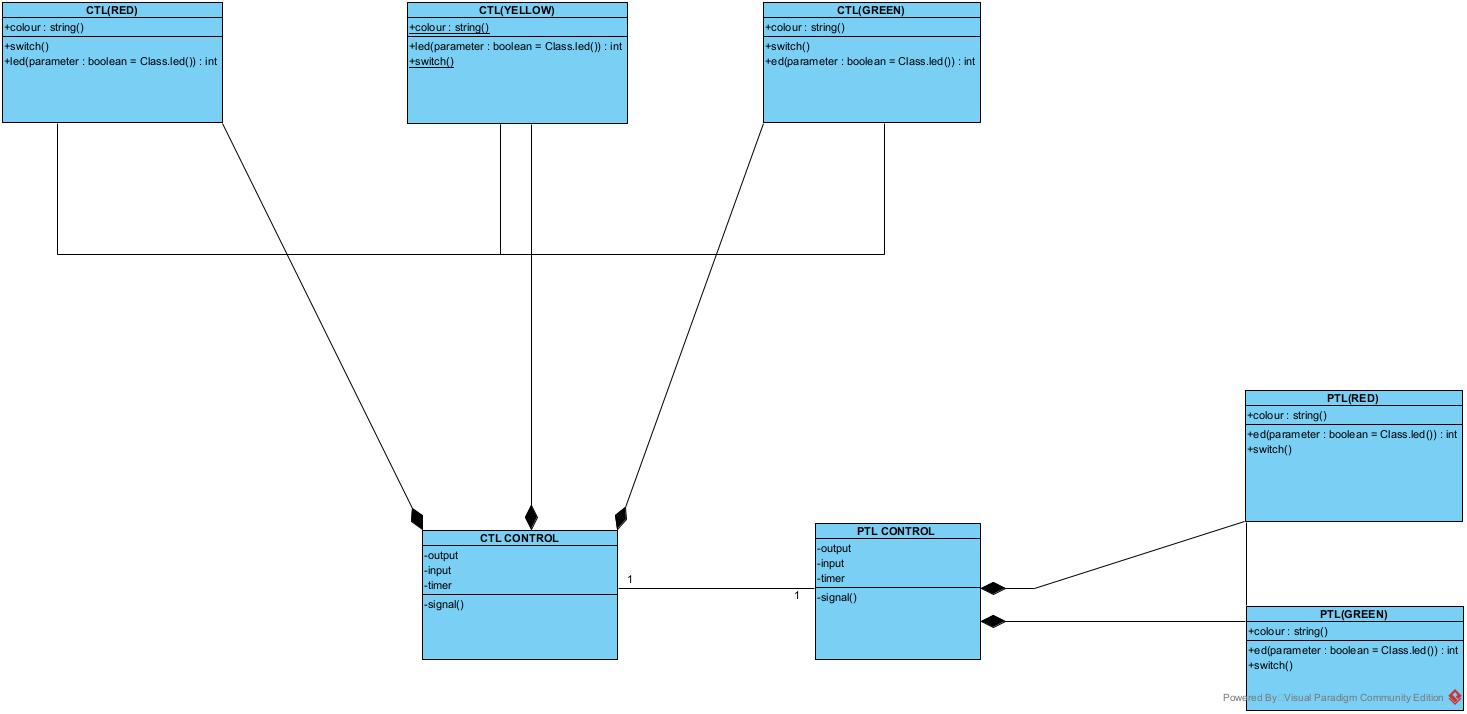 CTL(RED)
+colour : string()
+switch()
+led(parameter : boolean = Class.led()) : int
CTL(YELLOW)
+colour : string()
+led(parameter : boolean = Class.led()) : int
+switch()
CTL(GREEN)
+colour : string()
+switch()
+ed(parameter : boolean = Class.led()) : int
CTL CONTROL
-output
-input
-timer
-signal()
1
1
PTL CONTROL
-output
-input
-timer
-signal()
PTL(RED)
+colour : string()
+ed(parameter : boolean = Class.led()) : int
+switch()
PTL(GREEN)
+colour : string()
+ed(parameter : boolean = Class.led()) : int
+switch()
Powered By: Visual Paradigm Community Edition